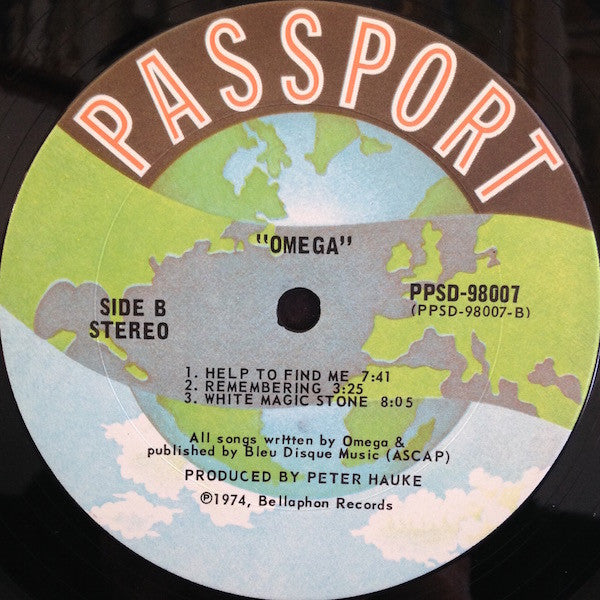 PASSPORT
"OMEGA"
SIDE B
STEREO
PPSD-98007
(PPSD-98007-B)
1. HELP TO FIND ME 7:41
2. REMEMBERING 3:25
3. WHITE MAGIC STONE 8:05
All songs written by Omega &
published by Bleu Disque Music (ASCAP)
PRODUCED BY PETER HAUKE
℗1974, Bellaphon Records